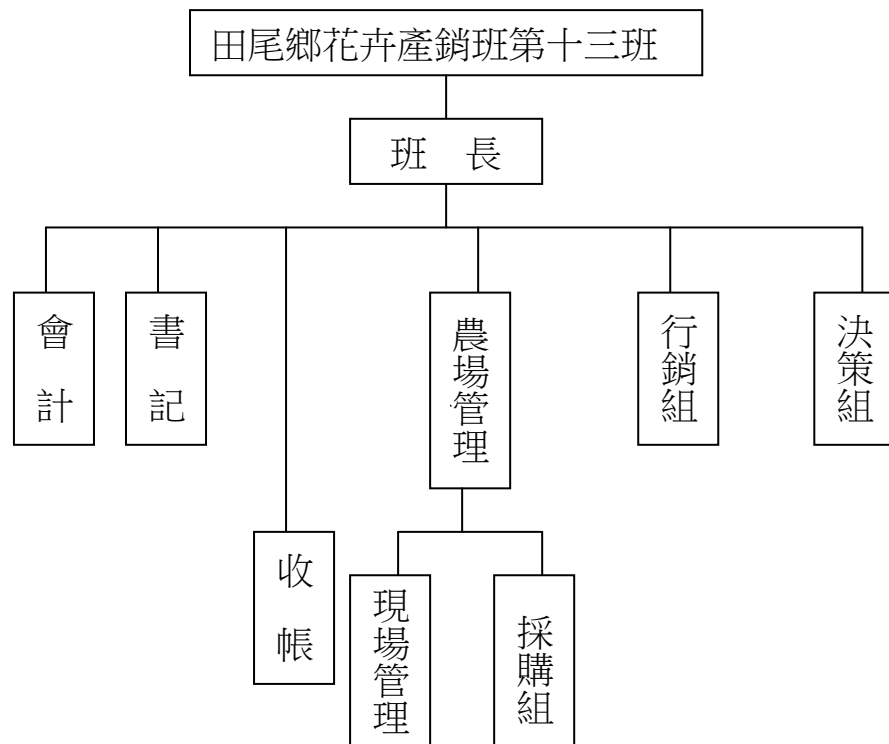 田尾鄉花卉產銷班第十三班
班 長
會計
書記
收帳
農場管理
行銷組
決策組
現場管理
採購組